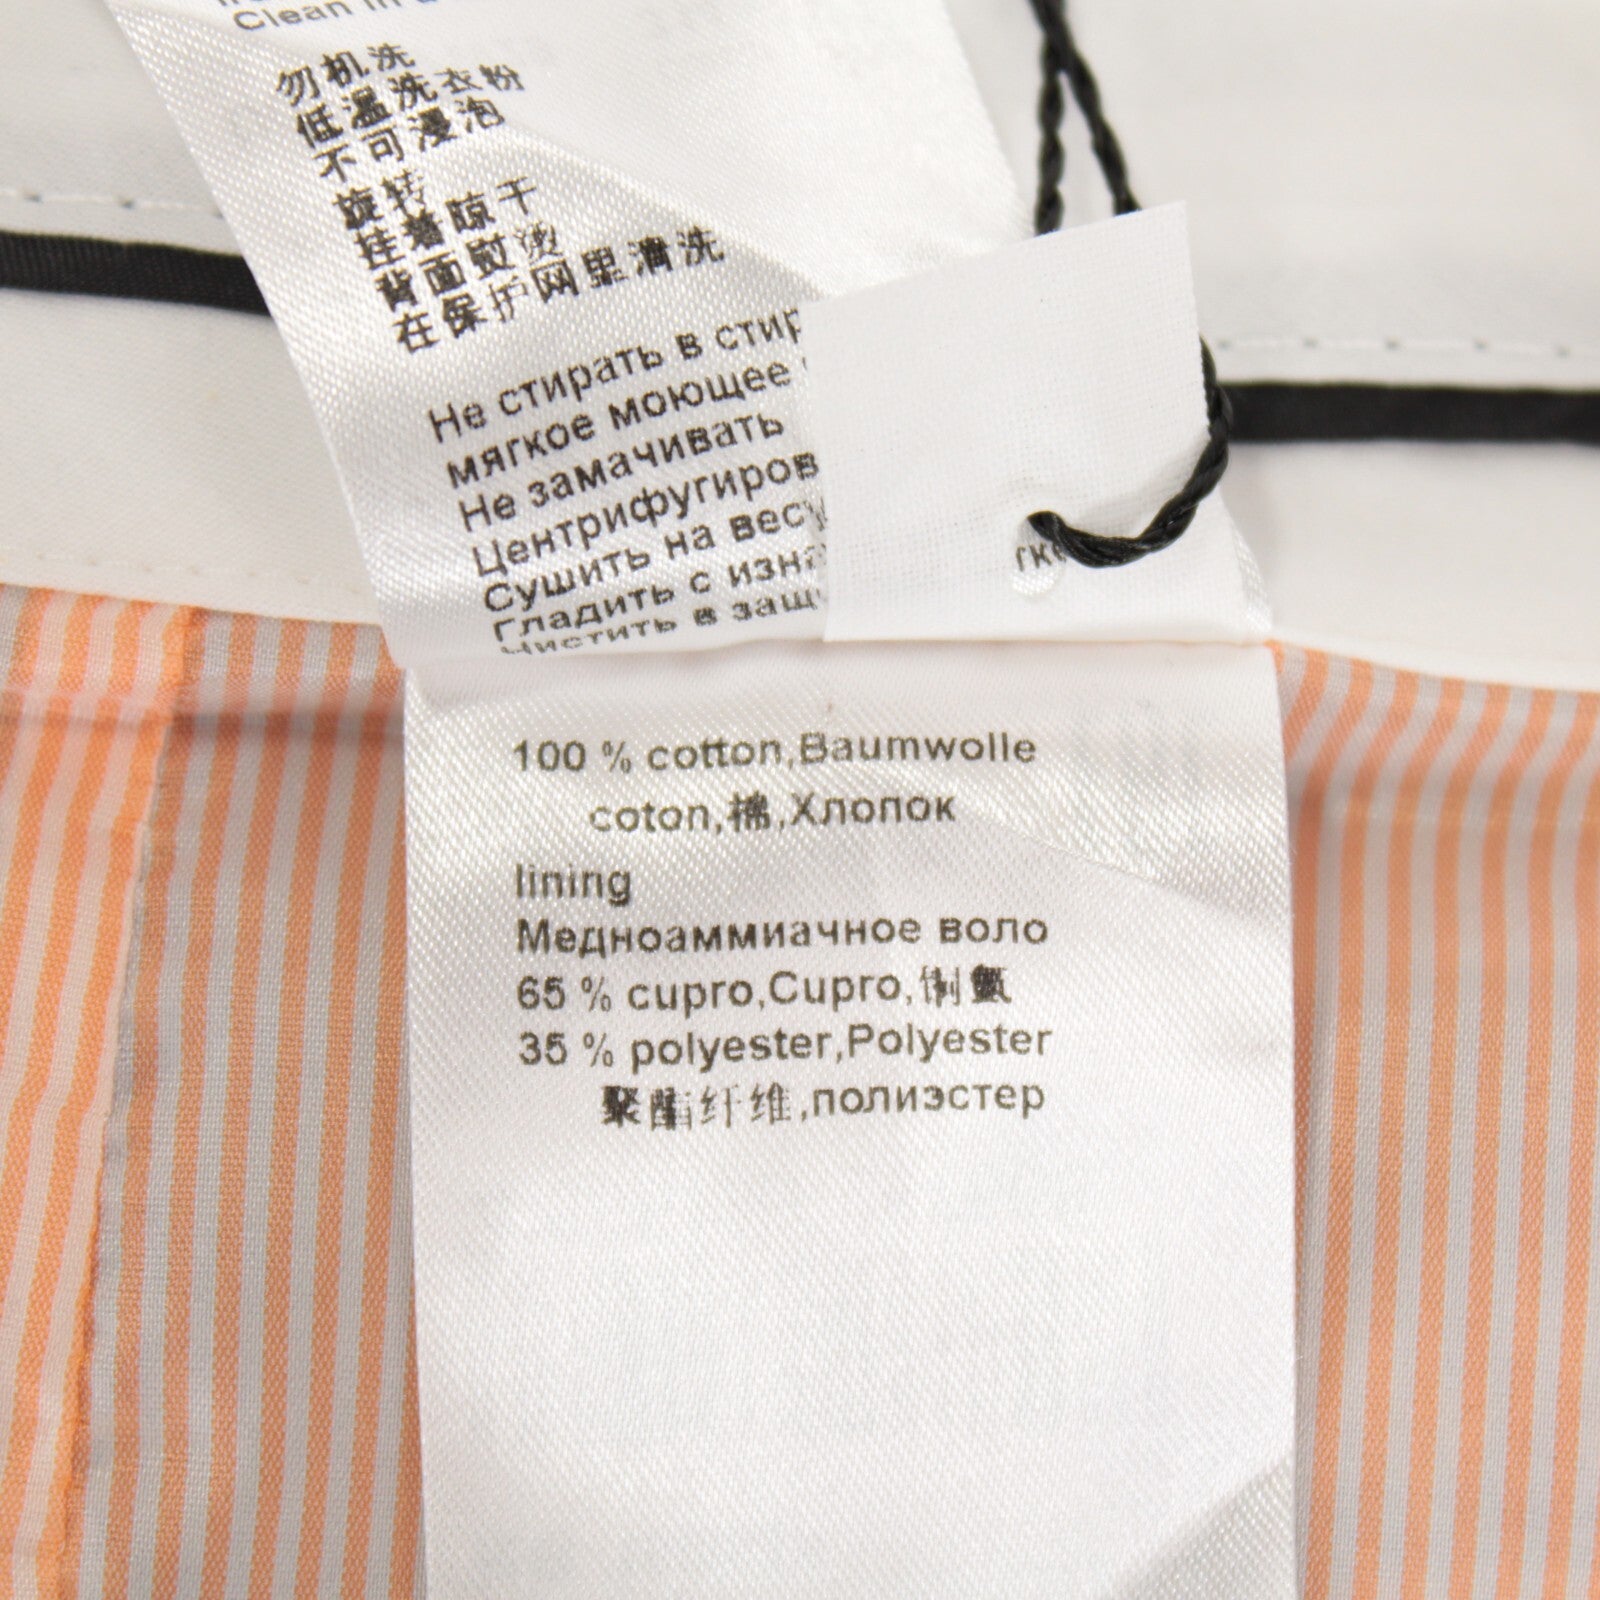 Clean in a
勿机洗
低温洗衣粉
不可浸泡
旋转
挂着晾干
背面熨烫
在保护网里清洗
Не стирать в стир
мягкое моющее
Не замачивать
Центрифугиров
Сушить на весу
Гладить с изна
Чистить в защи
тке
100 % cotton,Baumwolle
coton,棉,Хлопок
lining
Медноаммиачное воло
65 % cupro,Cupro,铜氨
35 % polyester,Polyester
聚酯纤维,полиэстер